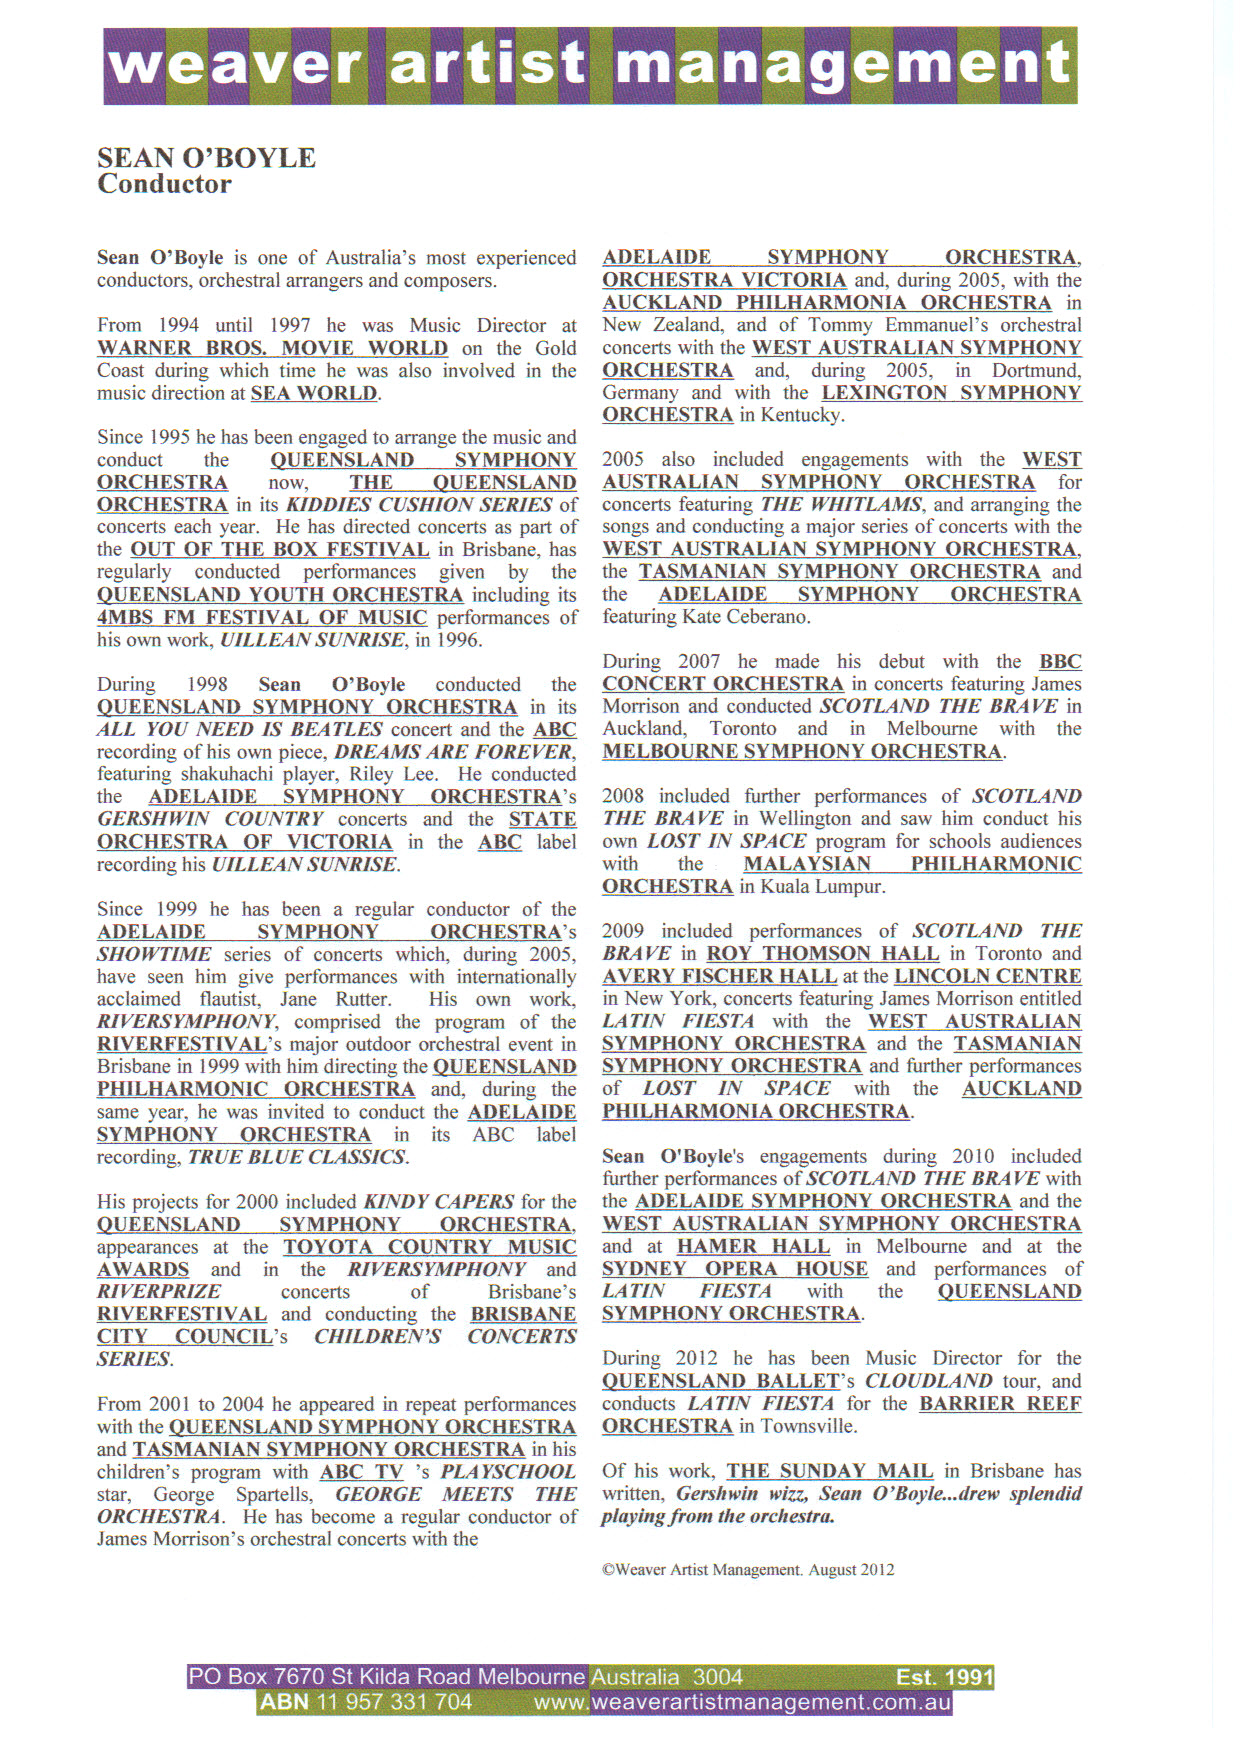 weaver artist management
SEAN O'BOYLE
Conductor
Sean O'Boyle is one of Australia's most experienced
conductors, orchestral arrangers and composers.
From 1994 until 1997 he was Music Director at
WARNER BROS. MOVIE WORLD on the Gold
Coast during which time he was also involved in the
music direction at SEA WORLD.
Since 1995 he has been engaged to arrange the music and
conduct the QUEENSLAND SYMPHONY
ORCHESTRA now, THE QUEENSLAND
ORCHESTRA in its KIDDIES CUSHION SERIES of
concerts each year. He has directed concerts as part of
the OUT OF THE BOX FESTIVAL in Brisbane, has
regularly conducted performances given by the
QUEENSLAND YOUTH ORCHESTRA including its
4MBS FM FESTIVAL OF MUSIC performances of
his own work, UILLEAN SUNRISE, in 1996.
During 1998 Sean O'Boyle conducted the
QUEENSLAND SYMPHONY ORCHESTRA in its
ALL YOU NEED IS BEATLES concert and the ABC
recording of his own piece, DREAMS ARE FOREVER,
featuring shakuhachi player, Riley Lee. He conducted
the ADELAIDE SYMPHONY ORCHESTRA's
GERSHWIN COUNTRY concerts and the STATE
ORCHESTRA OF VICTORIA in the ABC label
recording his UILLEAN SUNRISE.
Since 1999 he has been a regular conductor of the
ADELAIDE SYMPHONY ORCHESTRA's
SHOWTIME series of concerts which, during 2005,
have seen him give performances with internationally
acclaimed flautist, Jane Rutter. His own work,
RIVERSYMPHONY, comprised the program of the
RIVERFESTIVAL's major outdoor orchestral event in
Brisbane in 1999 with him directing the QUEENSLAND
PHILHARMONIC ORCHESTRA and, during the
same year, he was invited to conduct the ADELAIDE
SYMPHONY ORCHESTRA in its ABC label
recording, TRUE BLUE CLASSICS.
His projects for 2000 included KINDY CAPERS for the
QUEENSLAND SYMPHONY ORCHESTRA,
appearances at the TOYOTA COUNTRY MUSIC
AWARDS and in the RIVERSYMPHONY and
RIVERPRIZE concerts of Brisbane's
RIVERFESTIVAL and conducting the BRISBANE
CITY COUNCIL's CHILDREN'S CONCERTS
SERIES.
From 2001 to 2004 he appeared in repeat performances
with the QUEENSLAND SYMPHONY ORCHESTRA
and TASMANIAN SYMPHONY ORCHESTRA in his
children's program with ABC TV 's PLAYSCHOOL
star, George Spartells, GEORGE MEETS THE
ORCHESTRA. He has become a regular conductor of
James Morrison's orchestral concerts with the
ADELAIDE SYMPHONY ORCHESTRA,
ORCHESTRA VICTORIA and, during 2005, with the
AUCKLAND PHILHARMONIA ORCHESTRA in
New Zealand, and of Tommy Emmanuel's orchestral
concerts with the WEST AUSTRALIAN SYMPHONY
ORCHESTRA and, during 2005, in Dortmund,
Germany and with the LEXINGTON SYMPHONY
ORCHESTRA in Kentucky.
2005 also included engagements with the WEST
AUSTRALIAN SYMPHONY ORCHESTRA for
concerts featuring THE WHITLAMS, and arranging the
songs and conducting a major series of concerts with the
WEST AUSTRALIAN SYMPHONY ORCHESTRA,
the TASMANIAN SYMPHONY ORCHESTRA and
the ADELAIDE SYMPHONY ORCHESTRA
featuring Kate Ceberano.
During 2007 he made his debut with the BBC
CONCERT ORCHESTRA in concerts featuring James
Morrison and conducted SCOTLAND THE BRAVE in
Auckland, Toronto and in Melbourne with the
MELBOURNE SYMPHONY ORCHESTRA.
2008 included further performances of SCOTLAND
THE BRAVE in Wellington and saw him conduct his
own LOST IN SPACE program for schools audiences
with the MALAYSIAN PHILHARMONIC
ORCHESTRA in Kuala Lumpur.
2009 included performances of SCOTLAND THE
BRAVE in ROY THOMSON HALL in Toronto and
AVERY FISCHER HALL at the LINCOLN CENTRE
in New York, concerts featuring James Morrison entitled
LATIN FIESTA with the WEST AUSTRALIAN
SYMPHONY ORCHESTRA and the TASMANIAN
SYMPHONY ORCHESTRA and further performances
of LOST IN SPACE with the AUCKLAND
PHILHARMONIA ORCHESTRA.
Sean O'Boyle's engagements during 2010 included
further performances of SCOTLAND THE BRAVE with
the ADELAIDE SYMPHONY ORCHESTRA and the
WEST AUSTRALIAN SYMPHONY ORCHESTRA
and at HAMER HALL in Melbourne and at the
SYDNEY OPERA HOUSE and performances of
LATIN FIESTA with the QUEENSLAND
SYMPHONY ORCHESTRA.
During 2012 he has been Music Director for the
QUEENSLAND BALLET's CLOUDLAND tour, and
conducts LATIN FIESTA for the BARRIER REEF
ORCHESTRA in Townsville.
Of his work, THE SUNDAY MAIL in Brisbane has
written, Gershwin wizz, Sean O'Boyle...drew splendid
playing from the orchestra.
©Weaver Artist Management. August 2012
PO Box 7670 St Kilda Road Melbourne Australia 3004 Est. 1991
ABN 11 957 331 704 www.weaverartistmanagement.com.au